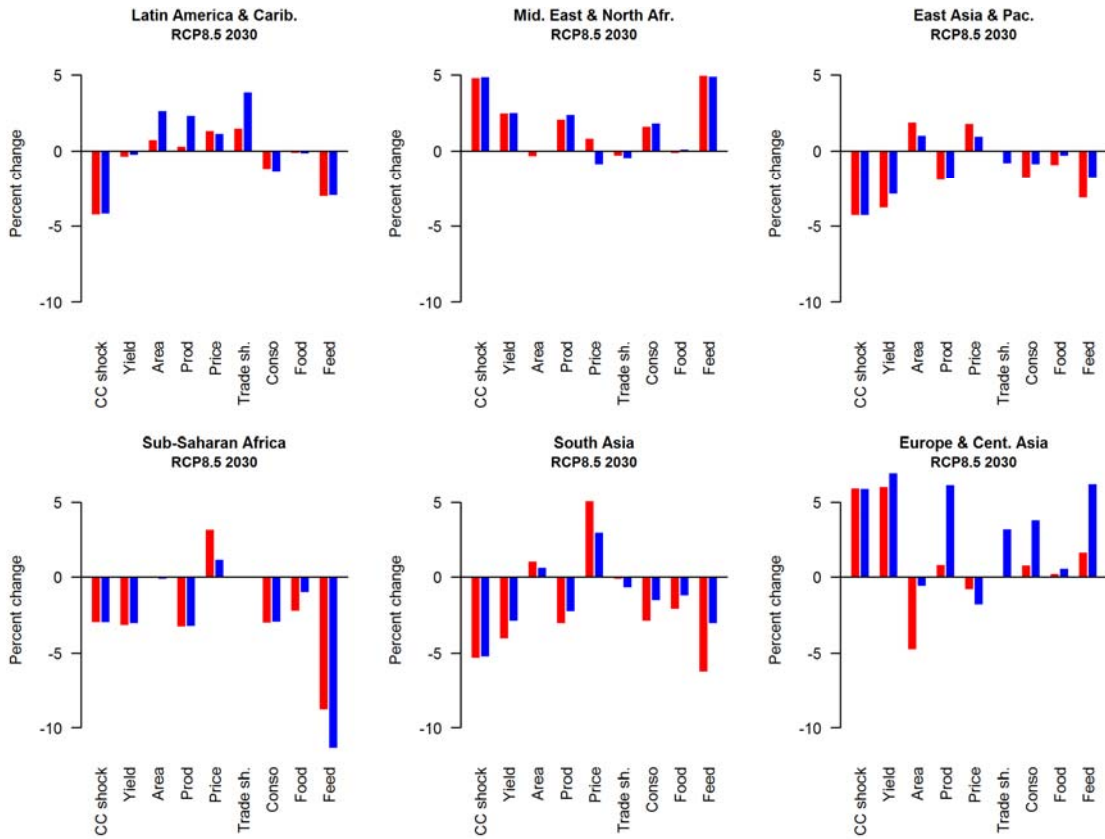 Latin America & Carib.
RCP8.5 2030
Percent change
5
0
-5
-10
CC shock
Yield
Area
Prod
Price
Trade sh.
Conso
Food
Feed
Mid. East & North Afr.
RCP8.5 2030
Percent change
5
0
-5
-10
CC shock
Yield
Area
Prod
Price
Trade sh.
Conso
Food
Feed
East Asia & Pac.
RCP8.5 2030
Percent change
5
0
-5
-10
CC shock
Yield
Area
Prod
Price
Trade sh.
Conso
Food
Feed
Sub-Saharan Africa
RCP8.5 2030
Percent change
5
0
-5
-10
CC shock
Yield
Area
Prod
Price
Trade sh.
Conso
Food
Feed
South Asia
RCP8.5 2030
Percent change
5
0
-5
-10
CC shock
Yield
Area
Prod
Price
Trade sh.
Conso
Food
Feed
Europe & Cent. Asia
RCP8.5 2030
Percent change
5
0
-5
-10
CC shock
Yield
Area
Prod
Price
Trade sh.
Conso
Food
Feed